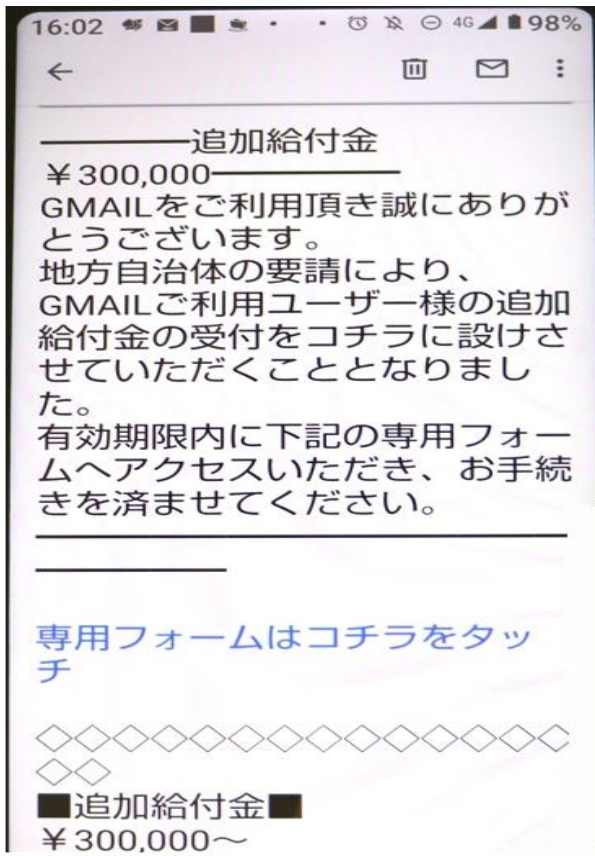 16:02 4G 98%
————追加給付金
￥300,000—————
GMAILをご利用頂き誠にありが
とうございます。
地方自治体の要請により、
GMAILご利用ユーザー様の追加
給付金の受付をコチラに設けさ
せていただくこととなりまし
た。
有効期限内に下記の専用フォー
ムへアクセスいただき、お手続
きを済ませてください。
専用フォームはコチラをタッ
チ
◇◇◇◇◇◇◇◇◇◇◇◇◇◇
◇◇
■追加給付金■
￥300,000～